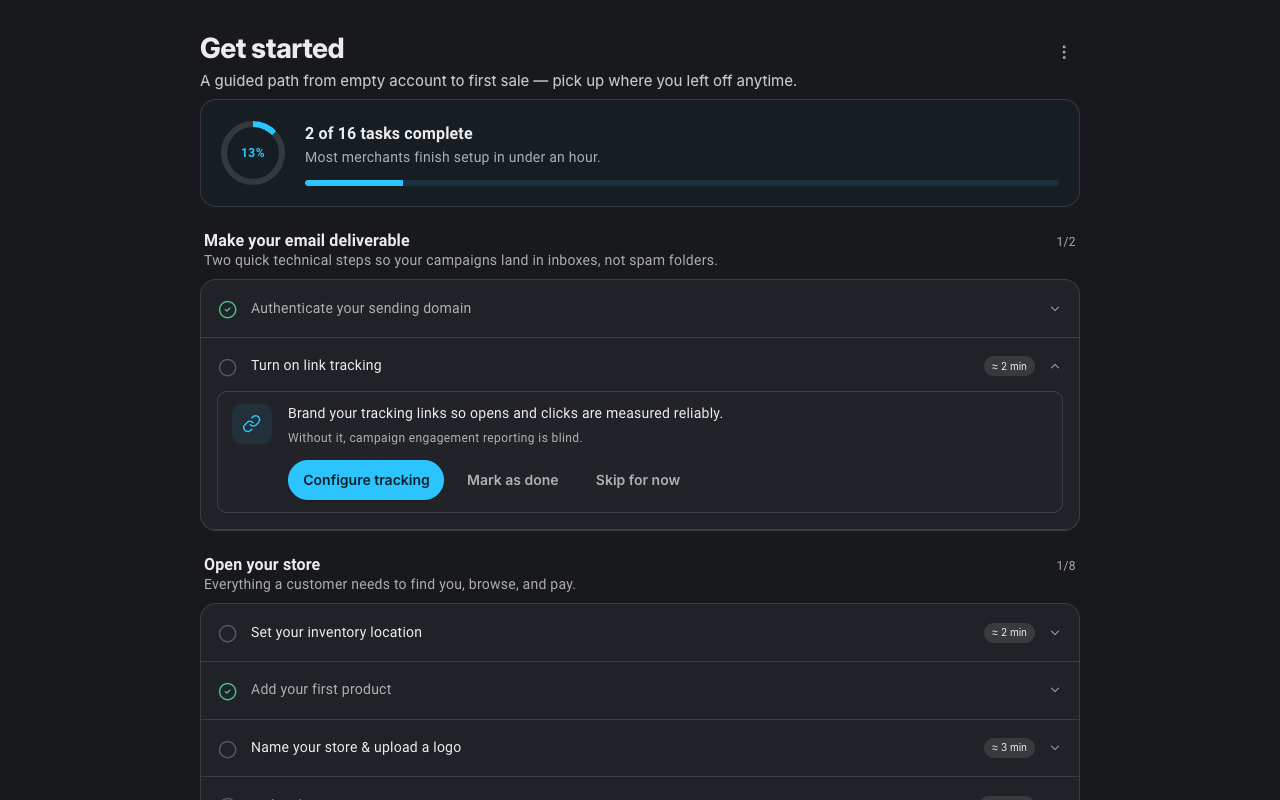 Get started
A guided path from empty account to first sale — pick up where you left off anytime.
13%
2 of 16 tasks complete
Most merchants finish setup in under an hour.
Make your email deliverable
1/2
Two quick technical steps so your campaigns land in inboxes, not spam folders.
Authenticate your sending domain
Turn on link tracking
≈ 2 min
Brand your tracking links so opens and clicks are measured reliably.
Without it, campaign engagement reporting is blind.
Configure tracking
Mark as done
Skip for now
Open your store
1/8
Everything a customer needs to find you, browse, and pay.
Set your inventory location
≈ 2 min
Add your first product
Name your store & upload a logo
≈ 3 min